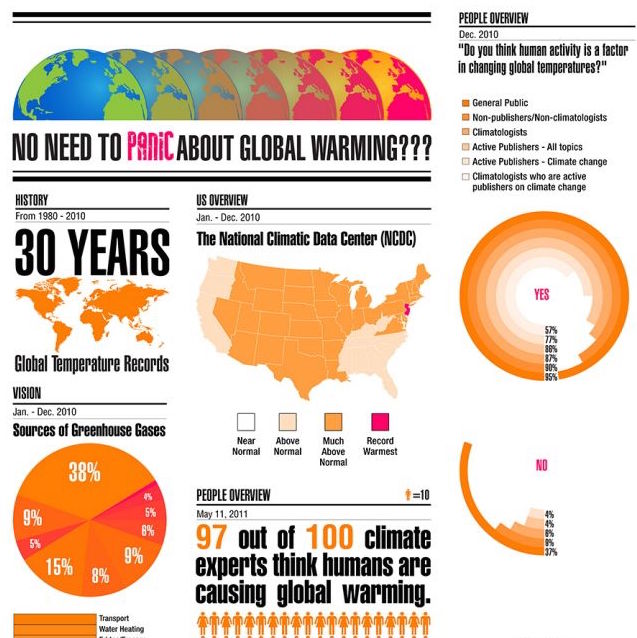 NO NEED TO PANIC ABOUT GLOBAL WARMING???
HISTORY
From 1980 - 2010
30 YEARS
Global Temperature Records
VISION
Jan. - Dec. 2010
Sources of Greenhouse Gases
38%
4%
5%
8%
9%
8%
15%
5%
9%
Transport
Water Heating
US OVERVIEW
Jan. - Dec. 2010
The National Climatic Data Center (NCDC)
Near
Normal
Above
Normal
Much
Above
Normal
Record
Warmest
PEOPLE OVERVIEW
=10
May 11, 2011
97 out of 100 climate
experts think humans are
causing global warming.
PEOPLE OVERVIEW
Dec. 2010
"Do you think human activity is a factor
in changing global temperatures?"
General Public
Non-publishers/Non-climatologists
Climatologists
Active Publishers - All topics
Active Publishers - Climate change
Climatologists who are active
publishers on climate change
YES
57%
77%
88%
87%
90%
95%
NO
4%
4%
37%